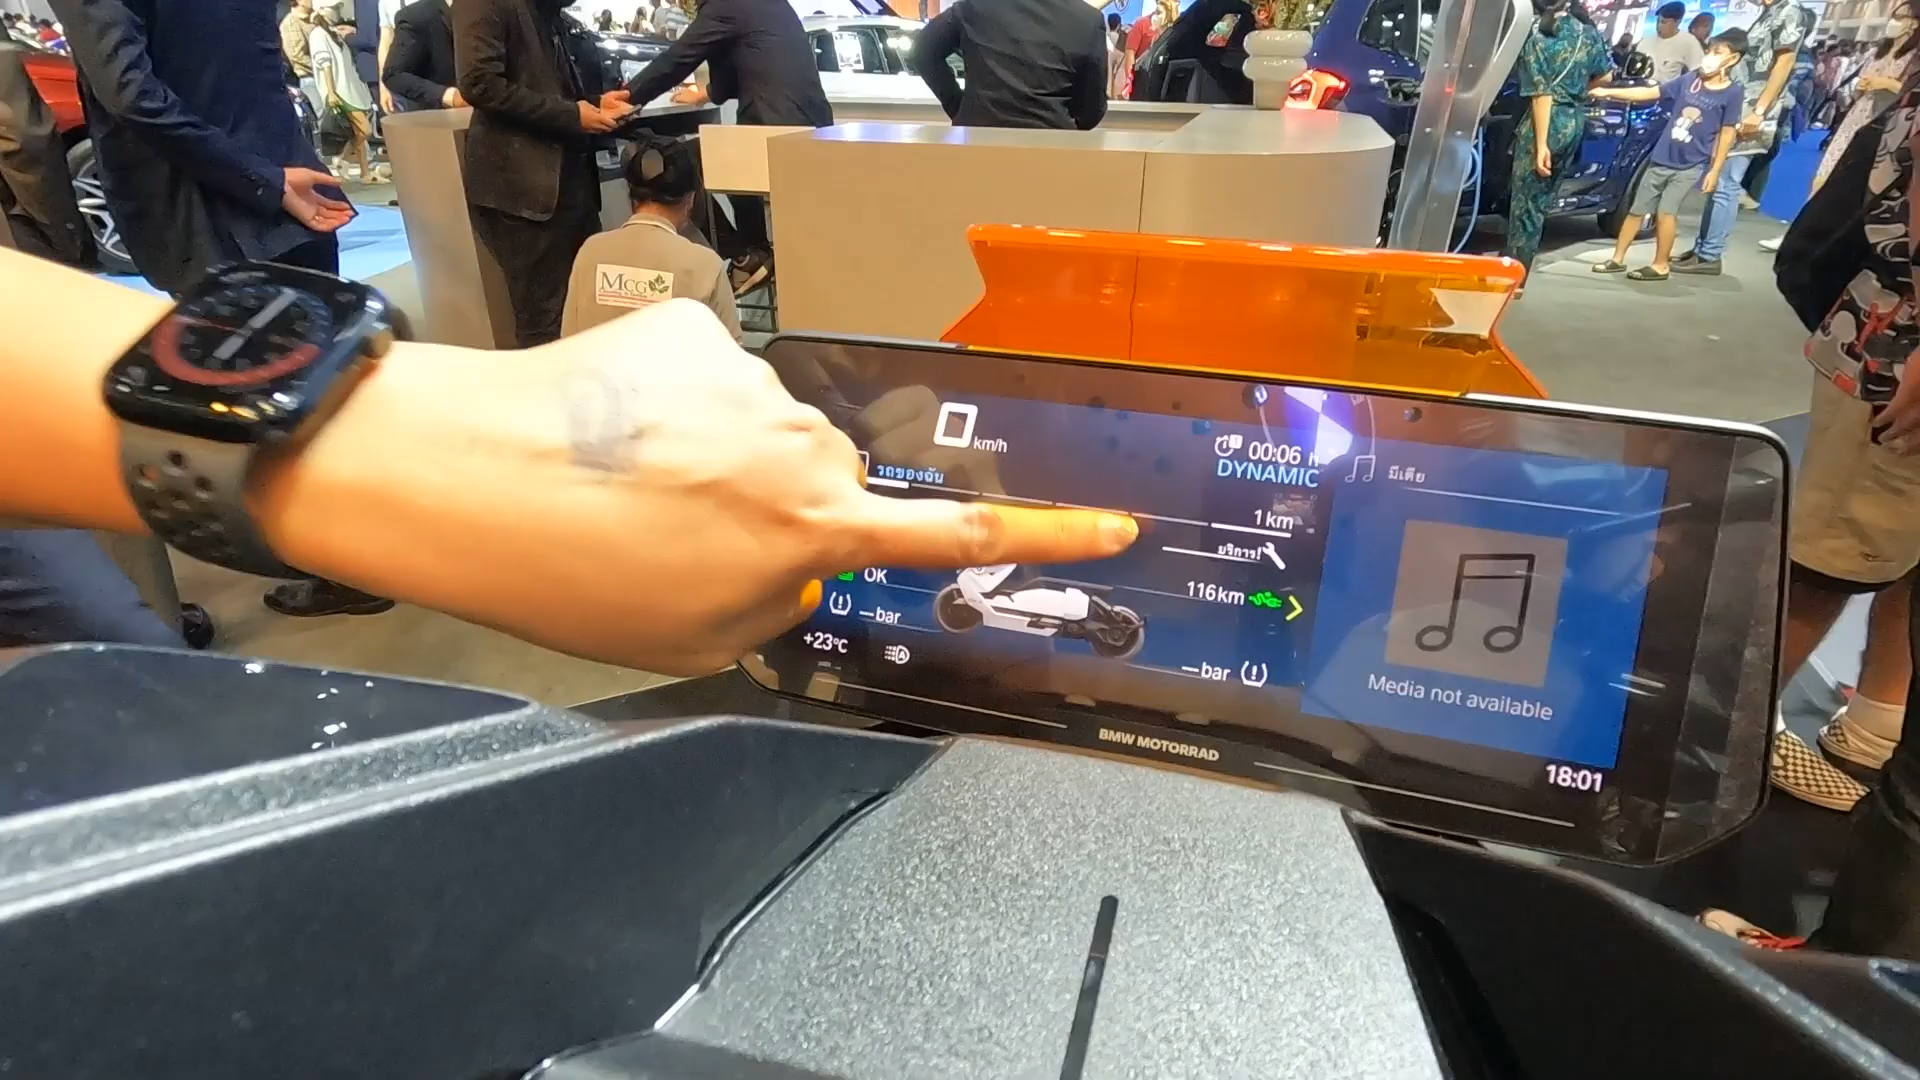 MCG
0 km/h
00:06 h
DYNAMIC
รถของฉัน
มีเดีย
1 km
บริการ!
OK
116km
—bar
+23°C
—bar
Media not available
BMW MOTORRAD
18:01